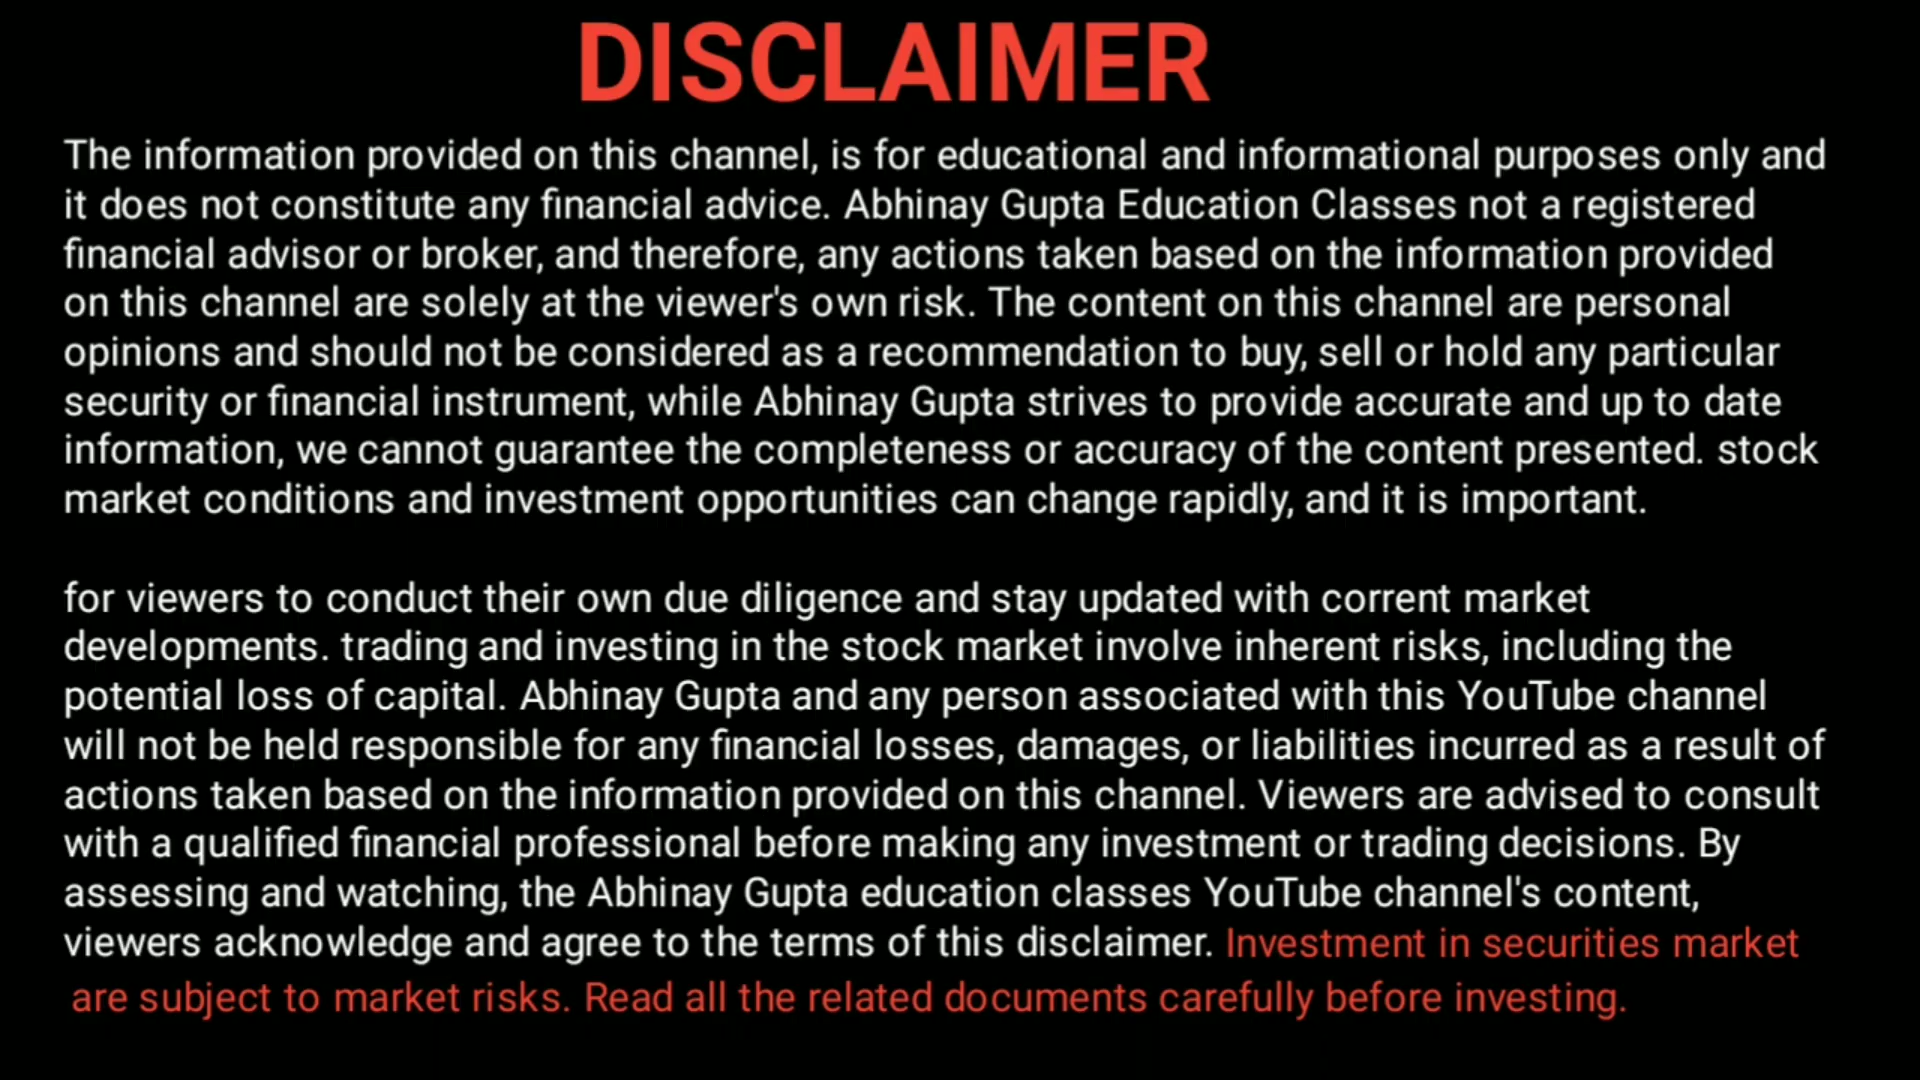 DISCLAIMER
The information provided on this channel, is for educational and informational purposes only and
it does not constitute any financial advice. Abhinay Gupta Education Classes not a registered
financial advisor or broker, and therefore, any actions taken based on the information provided
on this channel are solely at the viewer's own risk. The content on this channel are personal
opinions and should not be considered as a recommendation to buy, sell or hold any particular
security or financial instrument, while Abhinay Gupta strives to provide accurate and up to date
information, we cannot guarantee the completeness or accuracy of the content presented. stock
market conditions and investment opportunities can change rapidly, and it is important.
for viewers to conduct their own due diligence and stay updated with corrent market
developments. trading and investing in the stock market involve inherent risks, including the
potential loss of capital. Abhinay Gupta and any person associated with this YouTube channel
will not be held responsible for any financial losses, damages, or liabilities incurred as a result of
actions taken based on the information provided on this channel. Viewers are advised to consult
with a qualified financial professional before making any investment or trading decisions. By
assessing and watching, the Abhinay Gupta education classes YouTube channel's content,
viewers acknowledge and agree to the terms of this disclaimer. Investment in securities market
are subject to market risks. Read all the related documents carefully before investing.